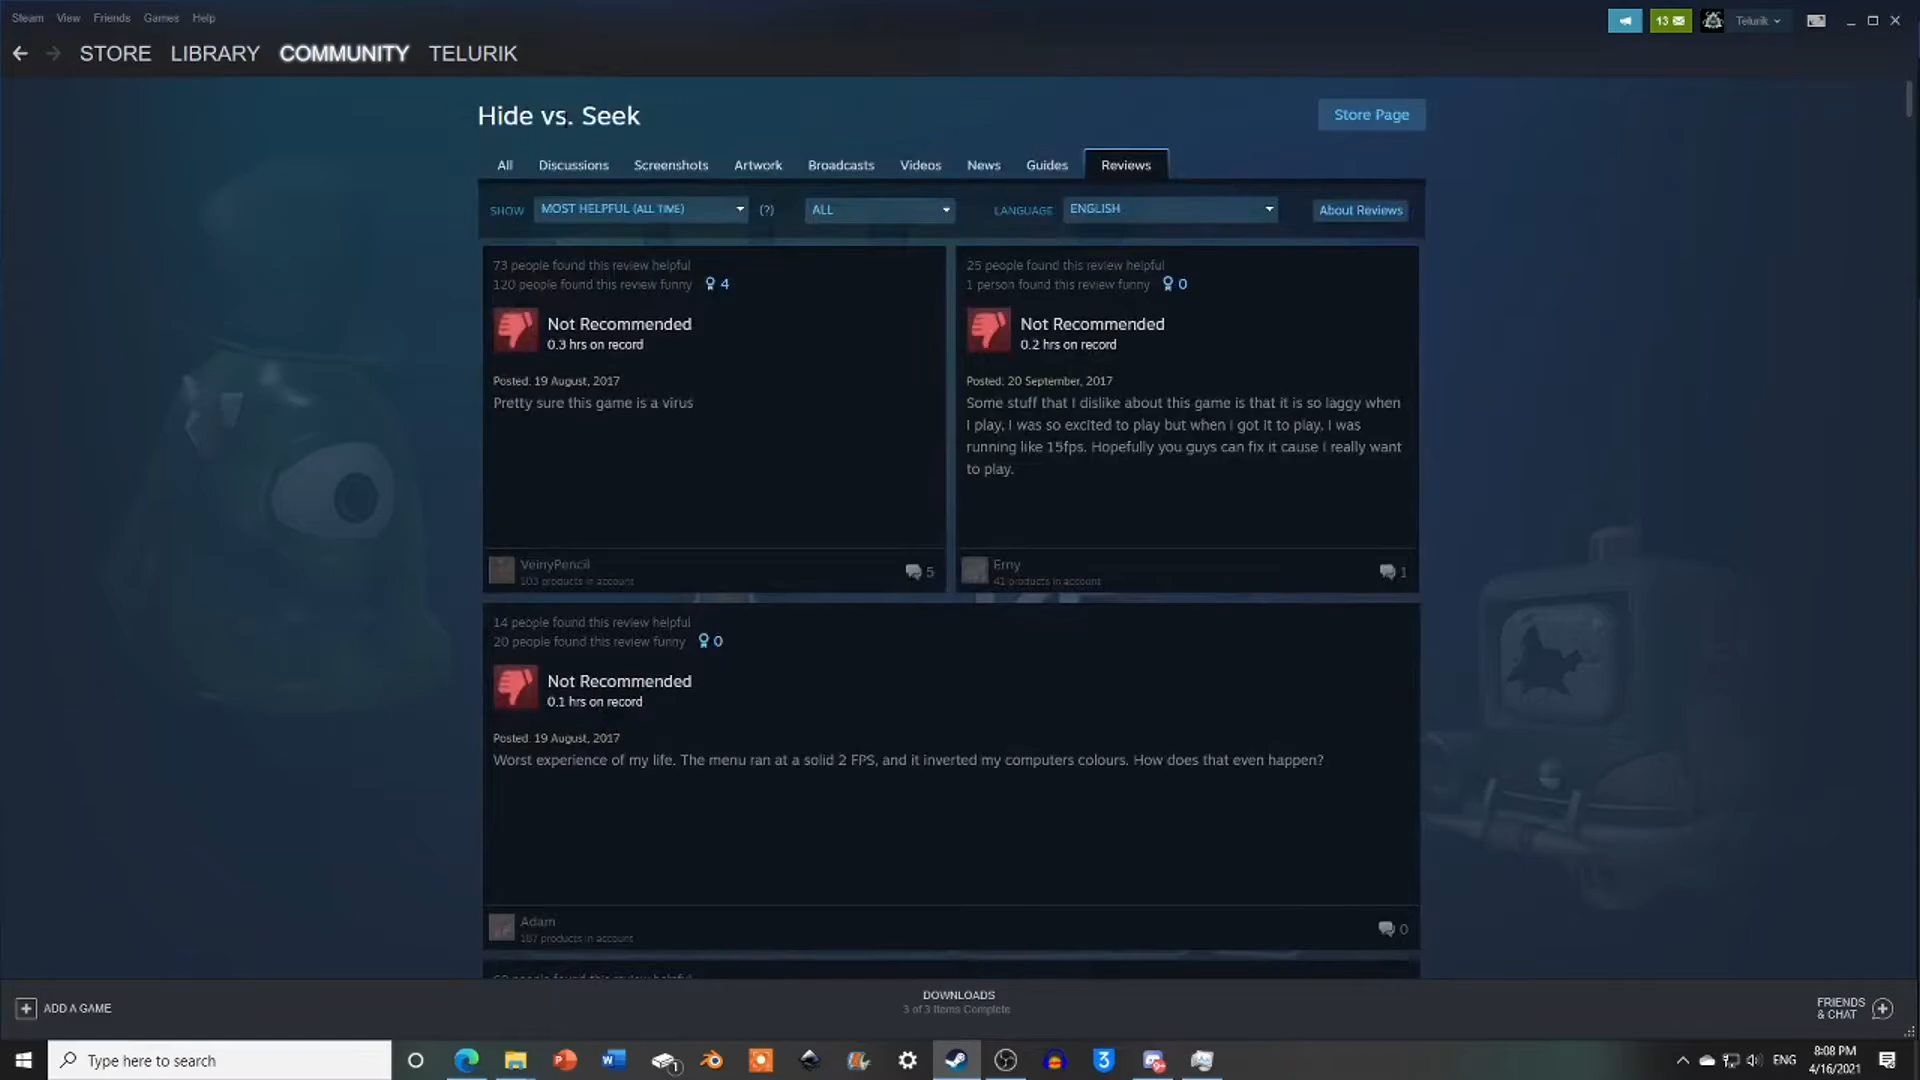 Steam View Friends Games Help
13
Telurik
STORE LIBRARY COMMUNITY TELURIK
Hide vs. Seek
Store Page
All Discussions Screenshots Artwork Broadcasts Videos News Guides Reviews
SHOW MOST HELPFUL (ALL TIME) (?) ALL LANGUAGE ENGLISH About Reviews
73 people found this review helpful
120 people found this review funny 4
Not Recommended
0.3 hrs on record
Posted: 19 August, 2017
Pretty sure this game is a virus
VeinyPencil
103 products in account
5
25 people found this review helpful
1 person found this review funny 0
Not Recommended
0.2 hrs on record
Posted: 20 September, 2017
Some stuff that I dislike about this game is that it is so laggy when
I play, I was so excited to play but when I got it to play, I was
running like 15fps. Hopefully you guys can fix it cause I really want
to play.
Erny
41 products in account
1
14 people found this review helpful
20 people found this review funny 0
Not Recommended
0.1 hrs on record
Posted: 19 August, 2017
Worst experience of my life. The menu ran at a solid 2 FPS, and it inverted my computers colours. How does that even happen?
Adam
187 products in account
0
people found this review helpful
ADD A GAME
DOWNLOADS
3 of 3 Items Complete
FRIENDS
& CHAT
Type here to search
1
3
ENG
8:08 PM
4/16/2021